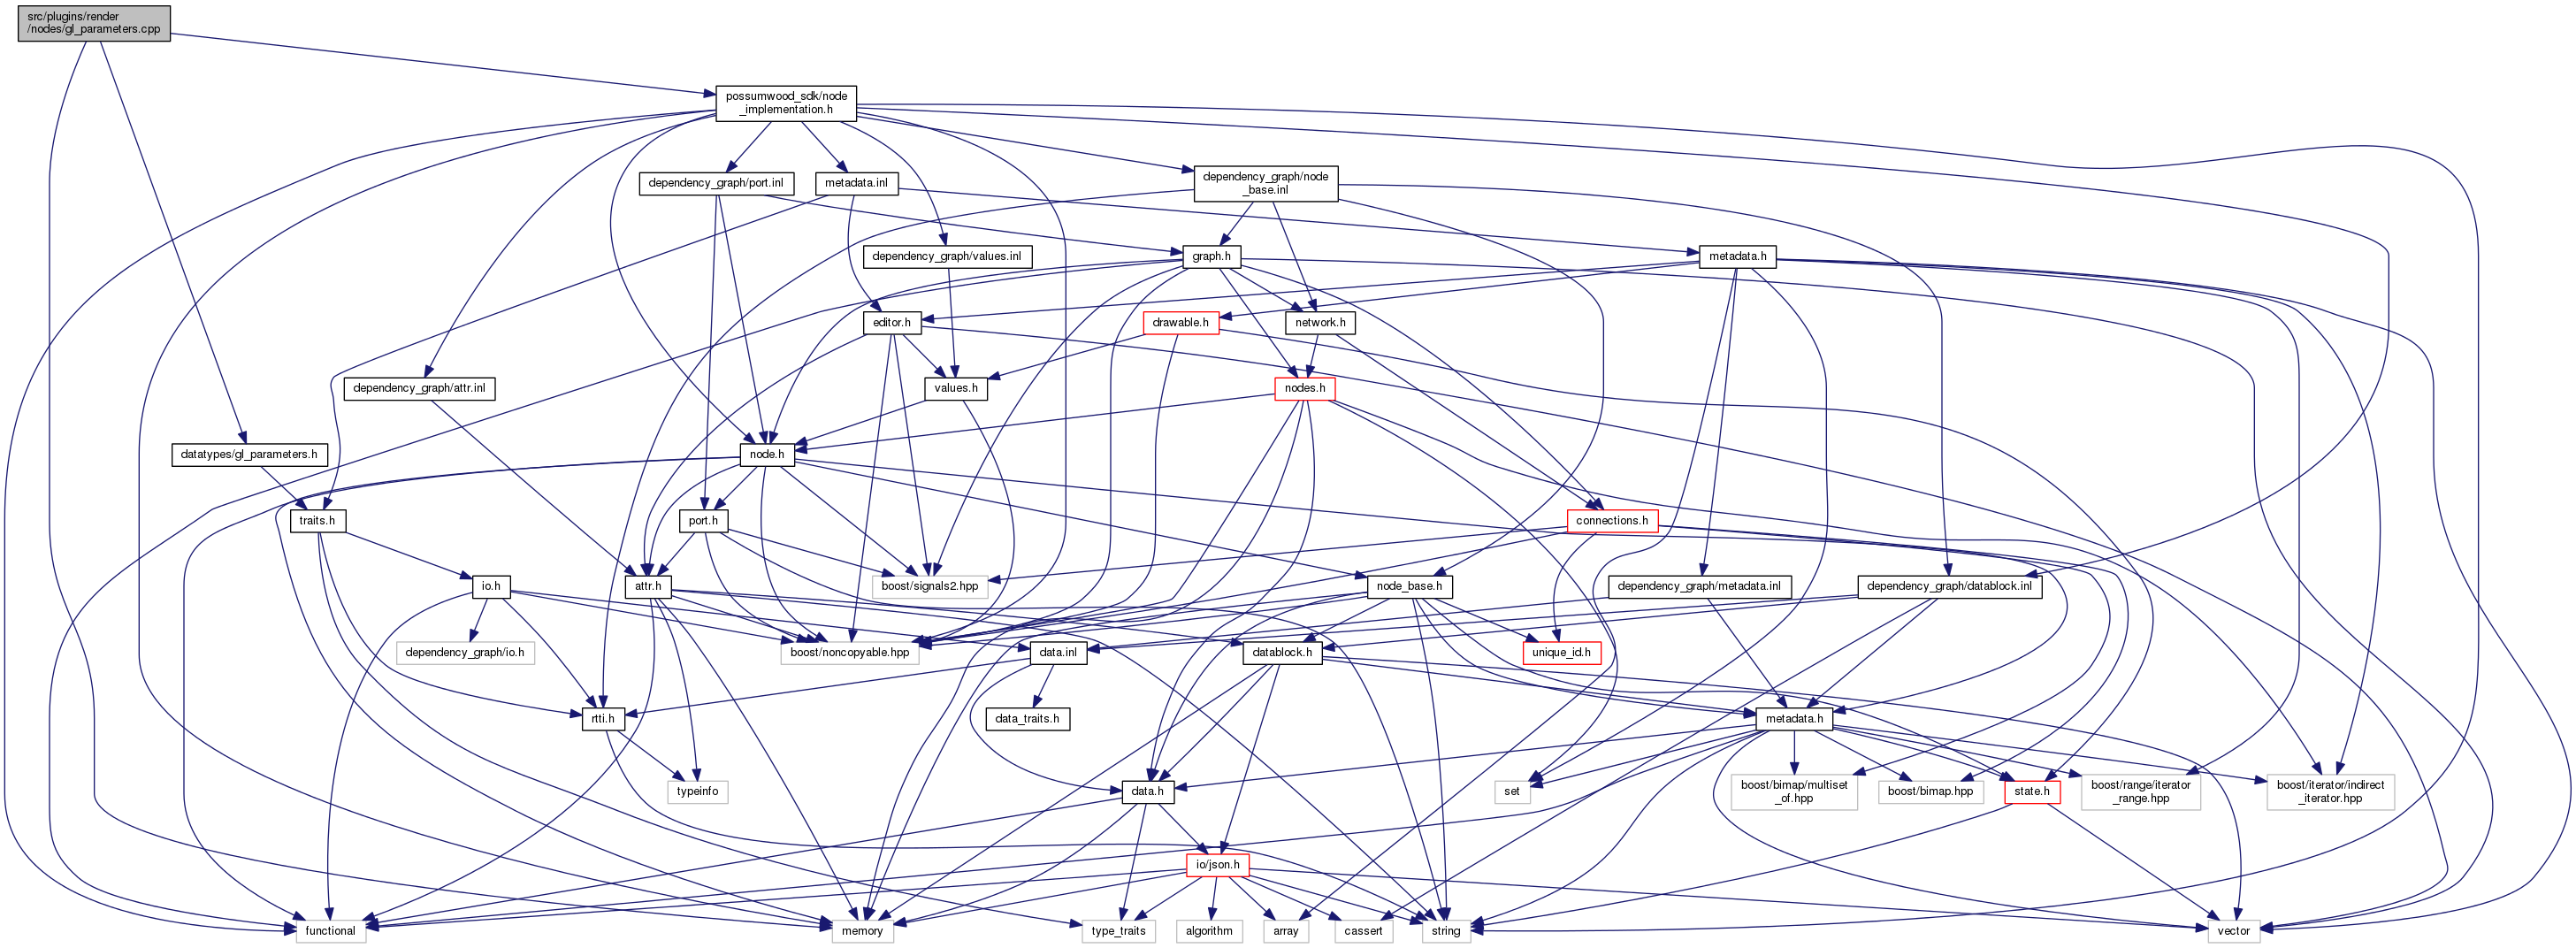 src/plugins/render
/nodes/gl_parameters.cpp
possumwood_sdk/node
_implementation.h
dependency_graph/port.inl
metadata.inl
dependency_graph/node
_base.inl
dependency_graph/values.inl
graph.h
metadata.h
editor.h
drawable.h
network.h
dependency_graph/attr.inl
values.h
nodes.h
datatypes/gl_parameters.h
node.h
traits.h
port.h
connections.h
io.h
attr.h
boost/signals2.hpp
node_base.h
dependency_graph/metadata.inl
dependency_graph/datablock.inl
dependency_graph/io.h
boost/noncopyable.hpp
data.inl
datablock.h
unique_id.h
rtti.h
data_traits.h
metadata.h
typeinfo
data.h
set
boost/bimap/multiset
_of.hpp
boost/bimap.hpp
state.h
boost/range/iterator
_range.hpp
boost/iterator/indirect
_iterator.hpp
io/json.h
functional
memory
type_traits
algorithm
array
cassert
string
vector